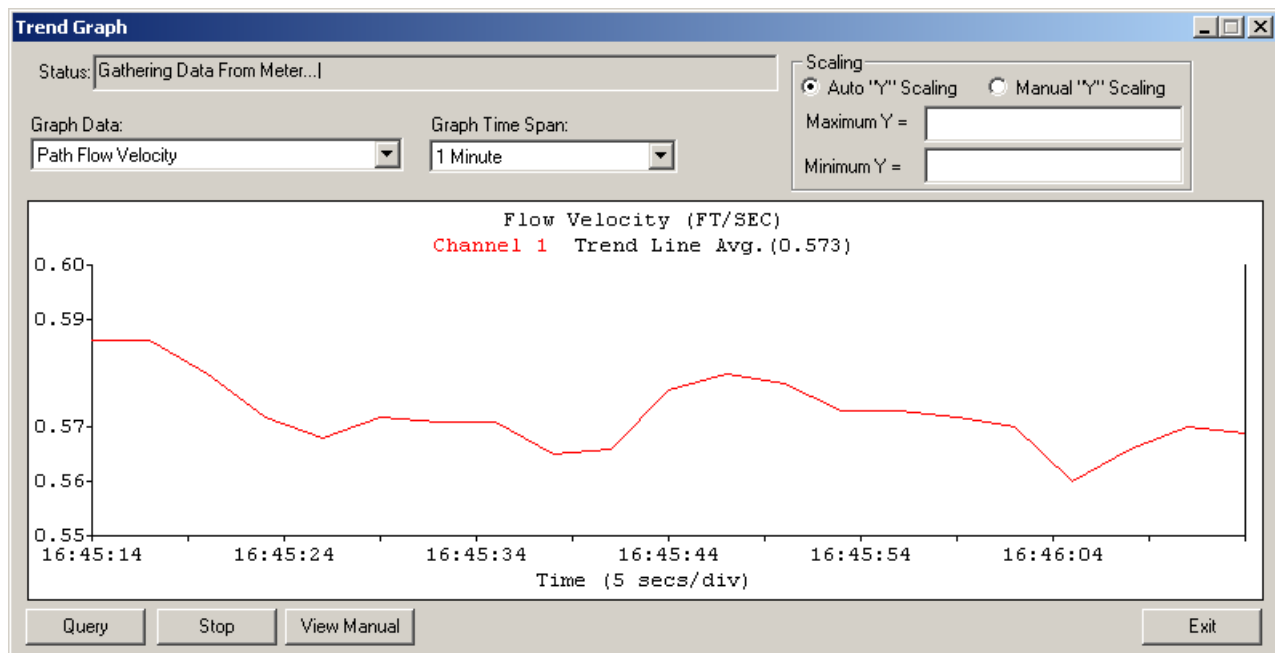 Trend Graph
Status: Gathering Data From Meter...
Scaling
Auto "Y" Scaling Manual "Y" Scaling
Graph Data: Graph Time Span: Maximum Y =
Path Flow Velocity 1 Minute Minimum Y =
Flow Velocity (FT/SEC)
Channel 1 Trend Line Avg.(0.573)
0.60
0.59
0.57
0.56
0.55
16:45:14 16:45:24 16:45:34 16:45:44 16:45:54 16:46:04
Time (5 secs/div)
Query Stop View Manual Exit